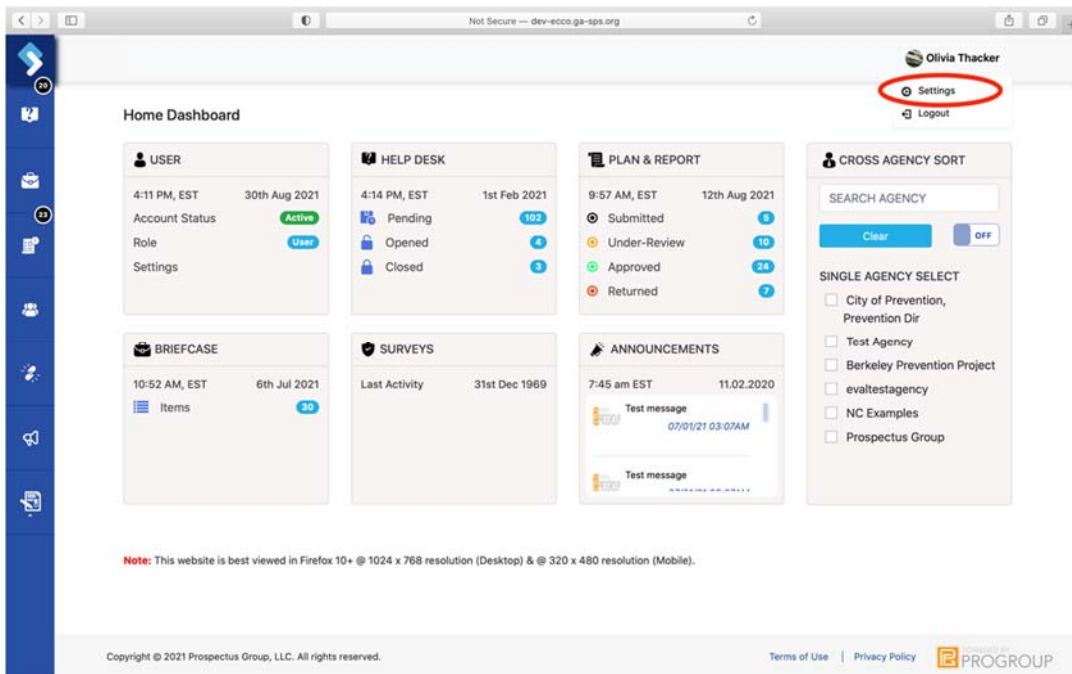 Not Secure — dev-ecco.ga-sps.org
Olivia Thacker
20
Settings
Logout
Home Dashboard
USER
4:11 PM, EST 30th Aug 2021
Account Status Active
Role User
Settings
HELP DESK
4:14 PM, EST 1st Feb 2021
Pending 102
Opened 4
Closed 3
PLAN & REPORT
9:57 AM, EST 12th Aug 2021
Submitted 5
Under-Review 10
Approved 24
Returned 7
CROSS AGENCY SORT
SEARCH AGENCY
Clear OFF
SINGLE AGENCY SELECT
City of Prevention,
Prevention Dir
Test Agency
Berkeley Prevention Project
evaltestagency
NC Examples
Prospectus Group
23
BRIEFCASE
10:52 AM, EST 6th Jul 2021
Items 30
SURVEYS
Last Activity 31st Dec 1969
ANNOUNCEMENTS
7:45 am EST 11.02.2020
Test message
07/01/21 03:07AM
Test message
Note: This website is best viewed in Firefox 10+ @ 1024 x 768 resolution (Desktop) & @ 320 x 480 resolution (Mobile).
Copyright @ 2021 Prospectus Group, LLC. All rights reserved.
Terms of Use | Privacy Policy
POWERED BY
PROGROUP